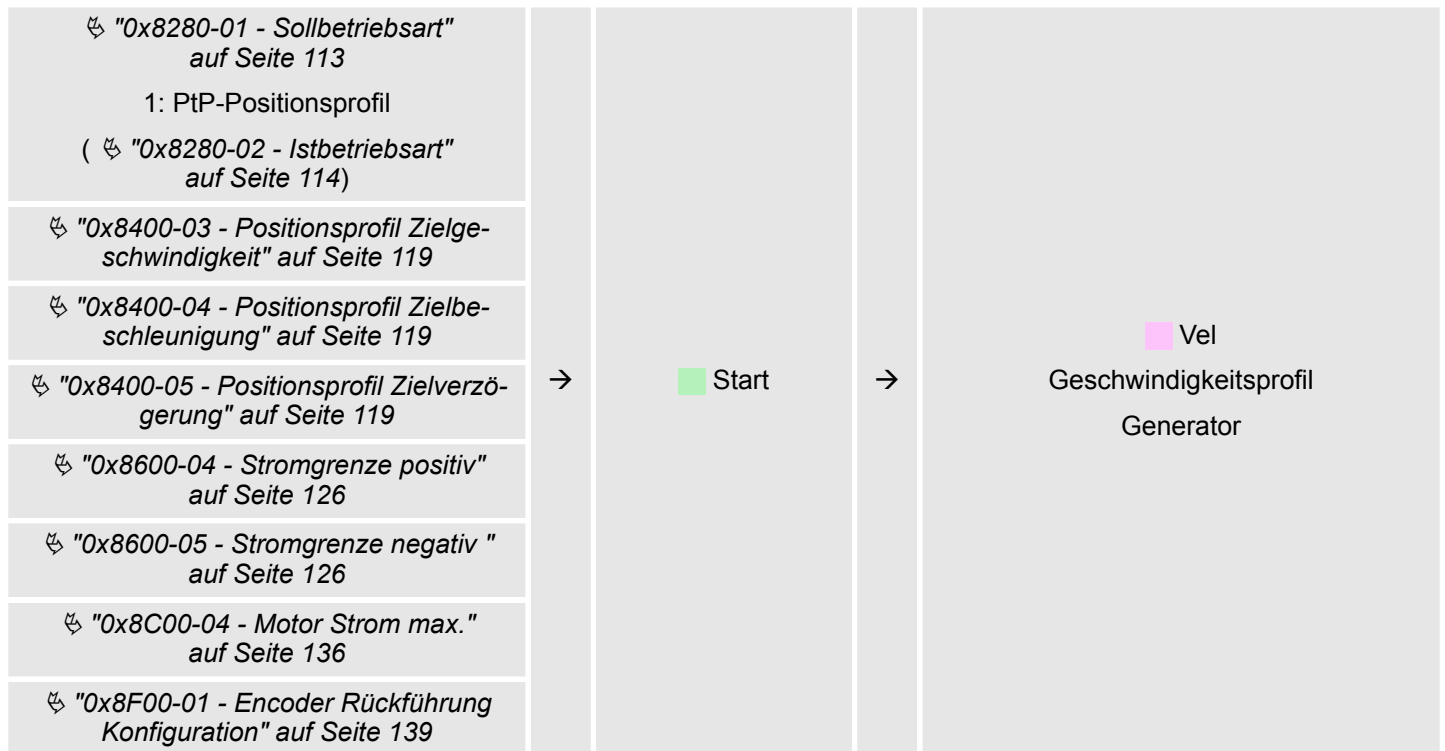 ↳ "0x8280-01 - Sollbetriebsart"
auf Seite 113
1: PtP-Positionsprofil
( ↳ "0x8280-02 - Istbetriebsart"
auf Seite 114)
↳ "0x8400-03 - Positionsprofil Zielge-
schwindigkeit" auf Seite 119
↳ "0x8400-04 - Positionsprofil Zielbe-
schleunigung" auf Seite 119
↳ "0x8400-05 - Positionsprofil Zielverzö-
gerung" auf Seite 119
↳ "0x8600-04 - Stromgrenze positiv"
auf Seite 126
↳ "0x8600-05 - Stromgrenze negativ "
auf Seite 126
↳ "0x8C00-04 - Motor Strom max."
auf Seite 136
↳ "0x8F00-01 - Encoder Rückführung
Konfiguration" auf Seite 139
→
Start
→
Vel
Geschwindigkeitsprofil
Generator